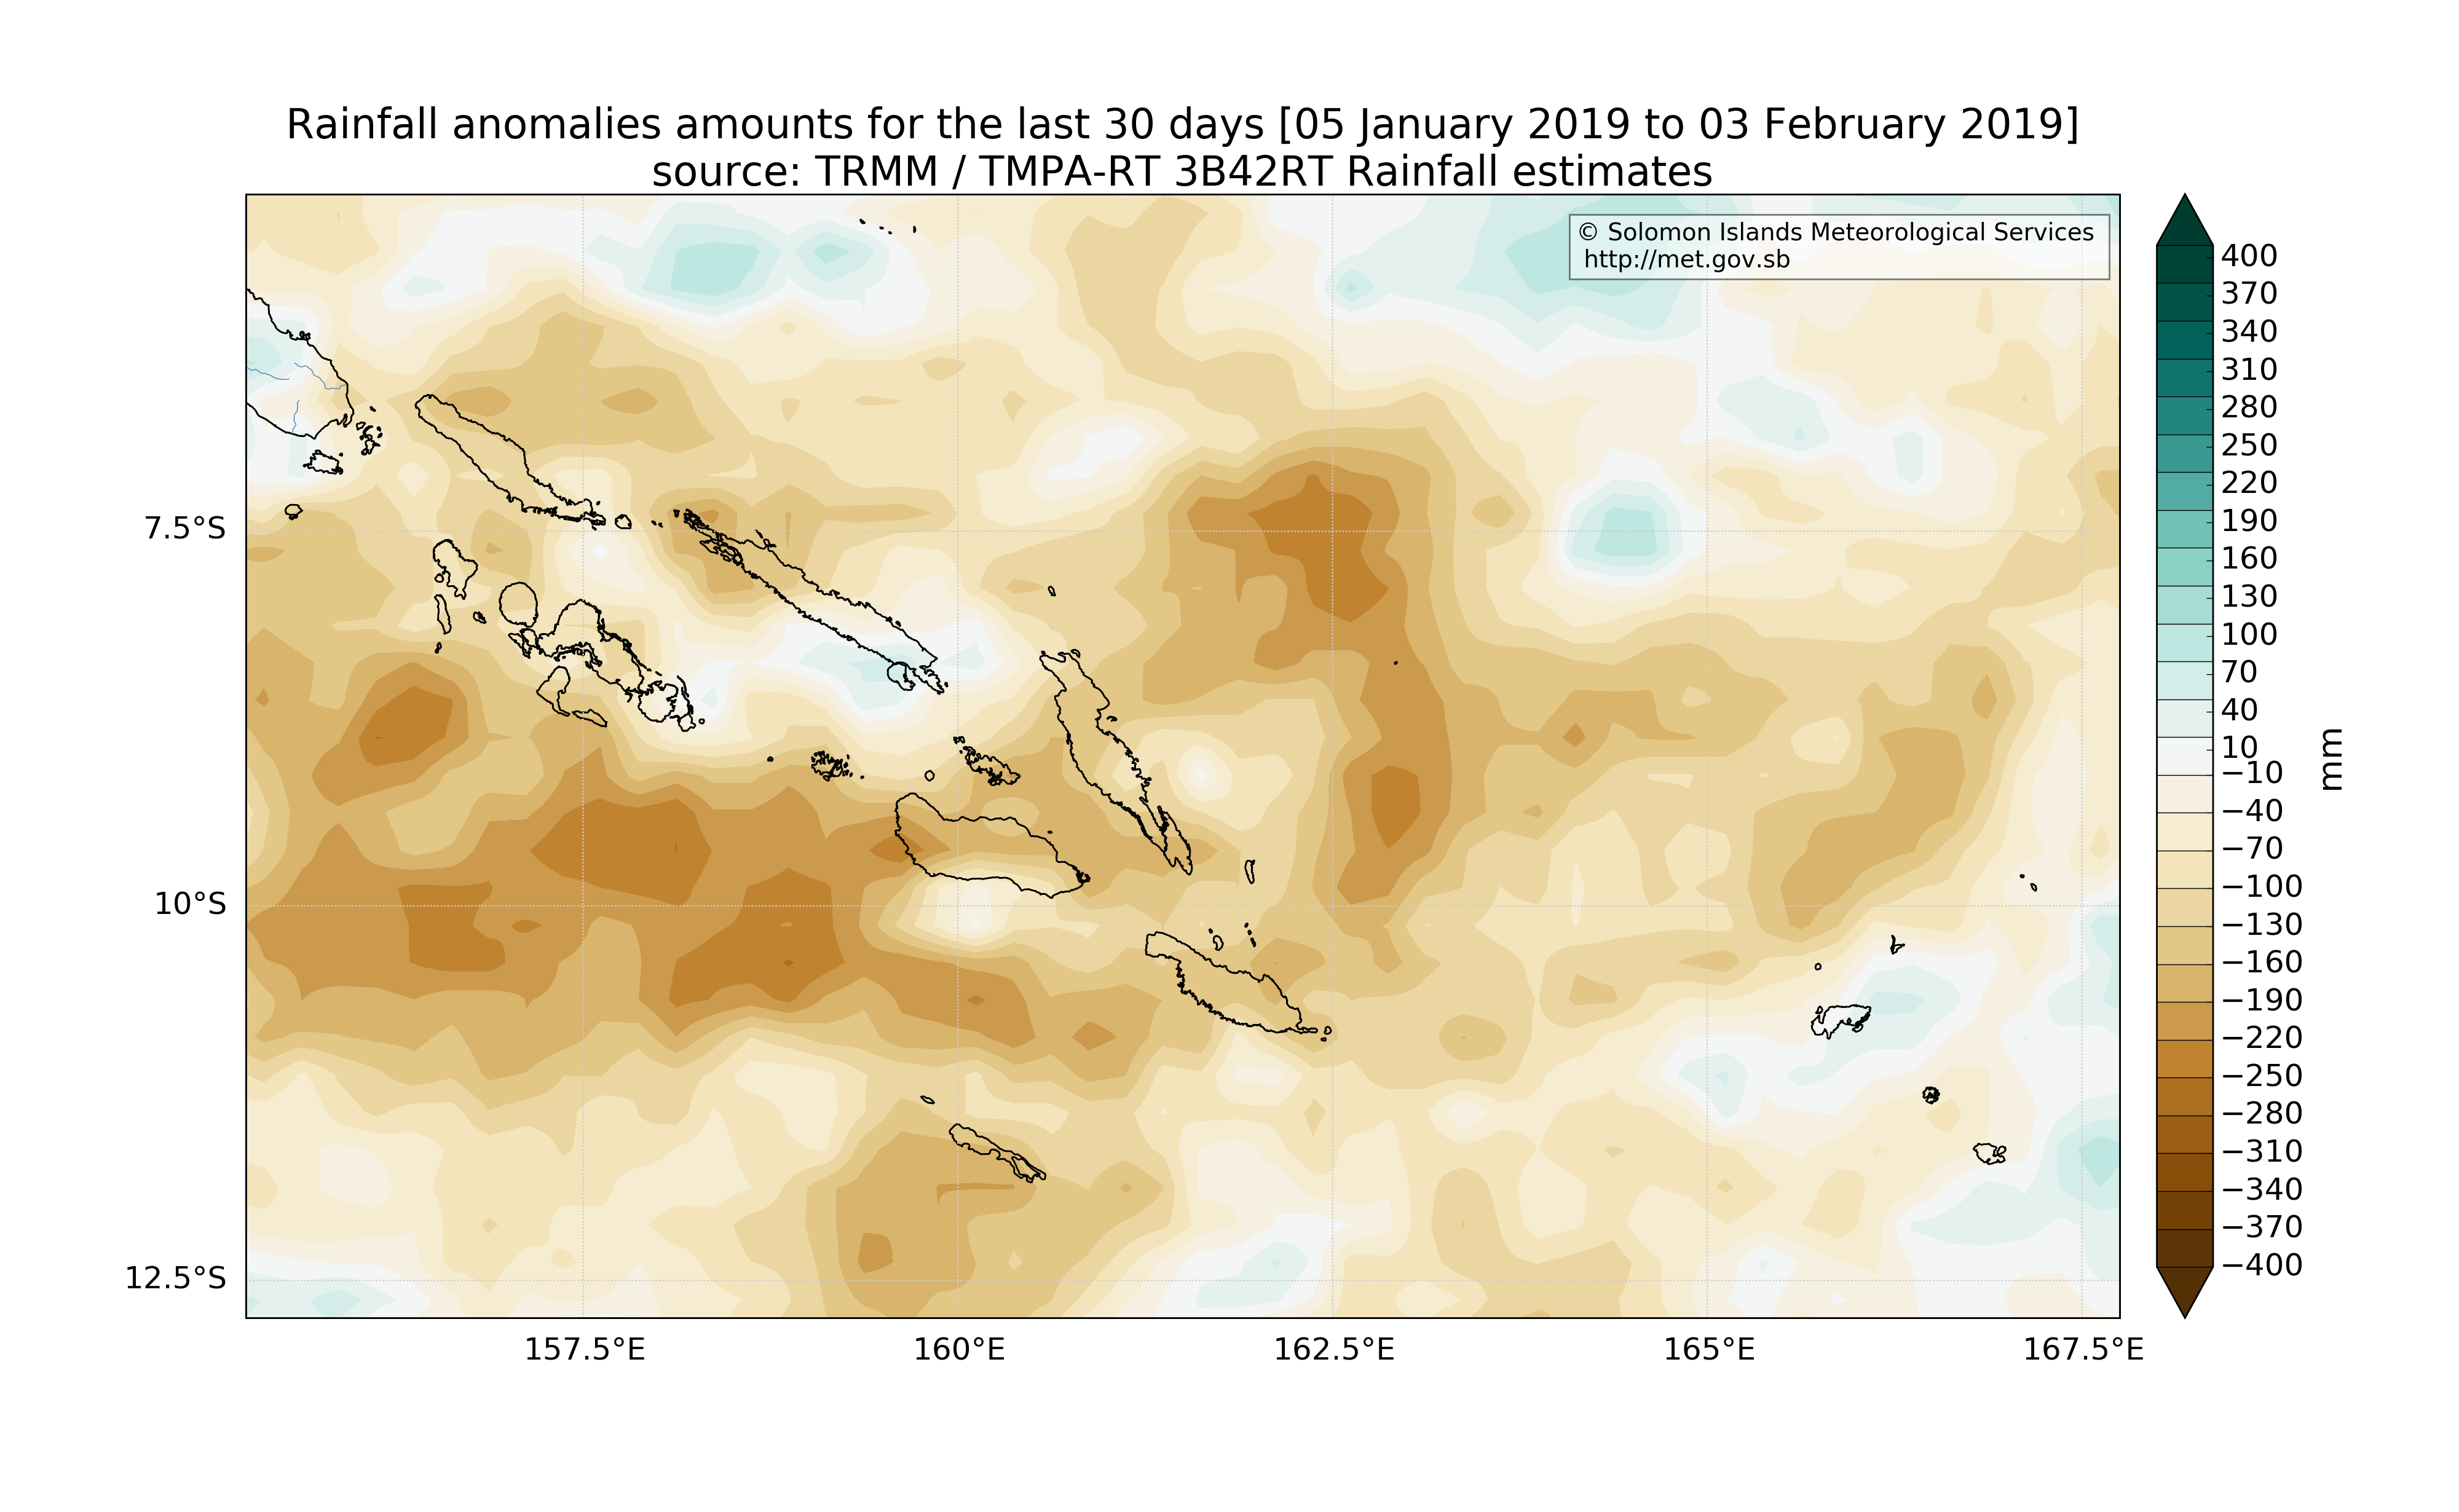 Rainfall anomalies amounts for the last 30 days [05 January 2019 to 03 February 2019]
source: TRMM / TMPA-RT 3B42RT Rainfall estimates
© Solomon Islands Meteorological Services
http://met.gov.sb
7.5°S
10°S
12.5°S
157.5°E
160°E
162.5°E
165°E
167.5°E
400
370
340
310
280
250
220
190
160
130
100
70
40
10
−10
−40
−70
−100
−130
−160
−190
−220
−250
−280
−310
−340
−370
−400
mm